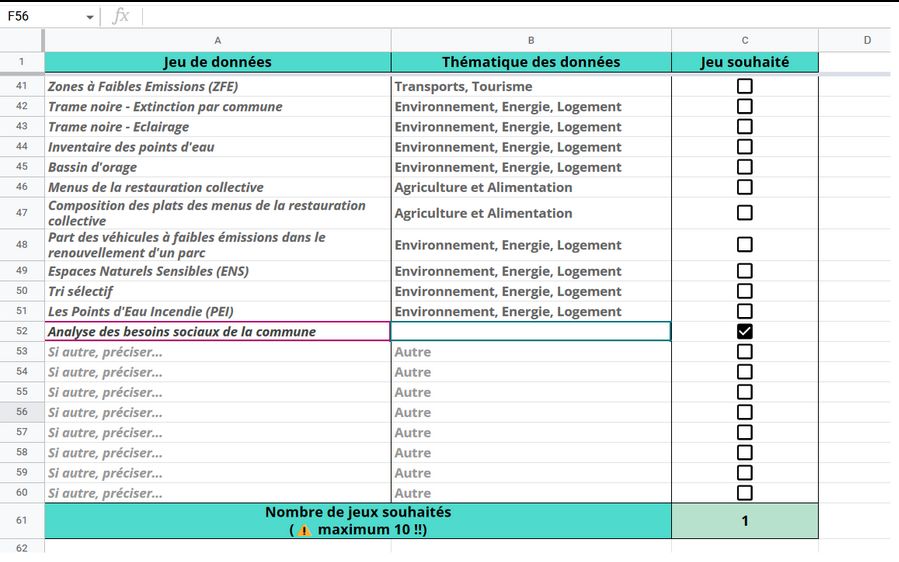 F56
fx
A B C D
1 Jeu de données Thématique des données Jeu souhaité
41 Zones à Faibles Emissions (ZFE) Transports, Tourisme
42 Trame noire - Extinction par commune Environnement, Energie, Logement
43 Trame noire - Eclairage Environnement, Energie, Logement
44 Inventaire des points d'eau Environnement, Energie, Logement
45 Bassin d'orage Environnement, Energie, Logement
46 Menus de la restauration collective Agriculture et Alimentation
47 Composition des plats des menus de la restauration
collective Agriculture et Alimentation
48 Part des véhicules à faibles émissions dans le
renouvellement d'un parc Environnement, Energie, Logement
49 Espaces Naturels Sensibles (ENS) Environnement, Energie, Logement
50 Tri sélectif Environnement, Energie, Logement
51 Les Points d'Eau Incendie (PEI) Environnement, Energie, Logement
52 Analyse des besoins sociaux de la commune
53 Si autre, préciser... Autre
54 Si autre, préciser... Autre
55 Si autre, préciser... Autre
56 Si autre, préciser... Autre
57 Si autre, préciser... Autre
58 Si autre, préciser... Autre
59 Si autre, préciser... Autre
60 Si autre, préciser... Autre
61 Nombre de jeux souhaités
( ⚠️ maximum 10 !!) 1
62